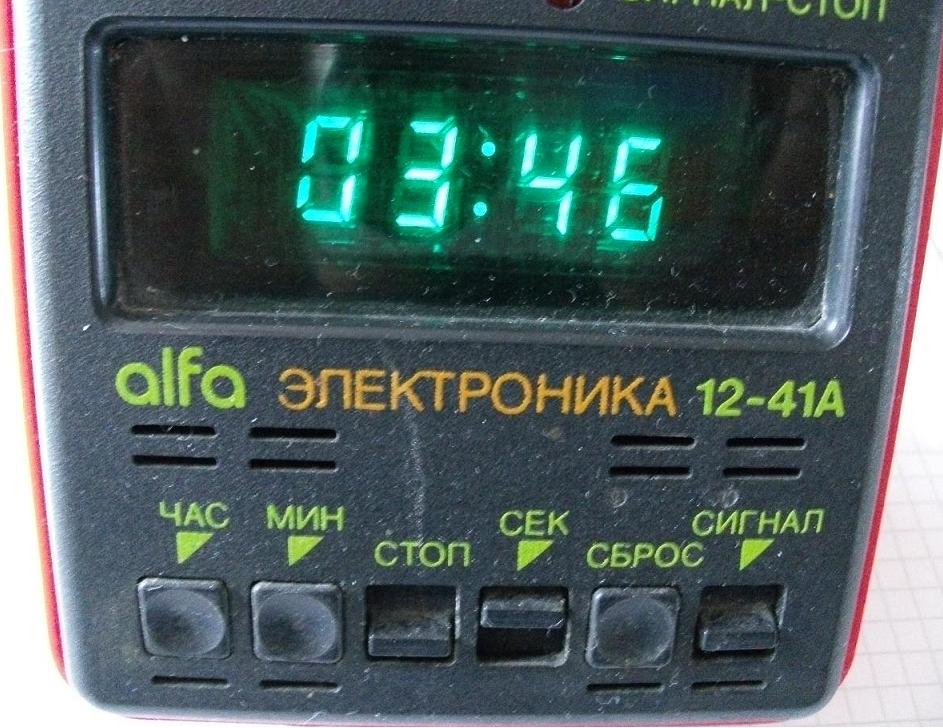 СИГНАЛ-СТОП
03:46
alfa ЭЛЕКТРОНИКА 12-41А
ЧАС МИН СТОП СЕК СБРОС СИГНАЛ